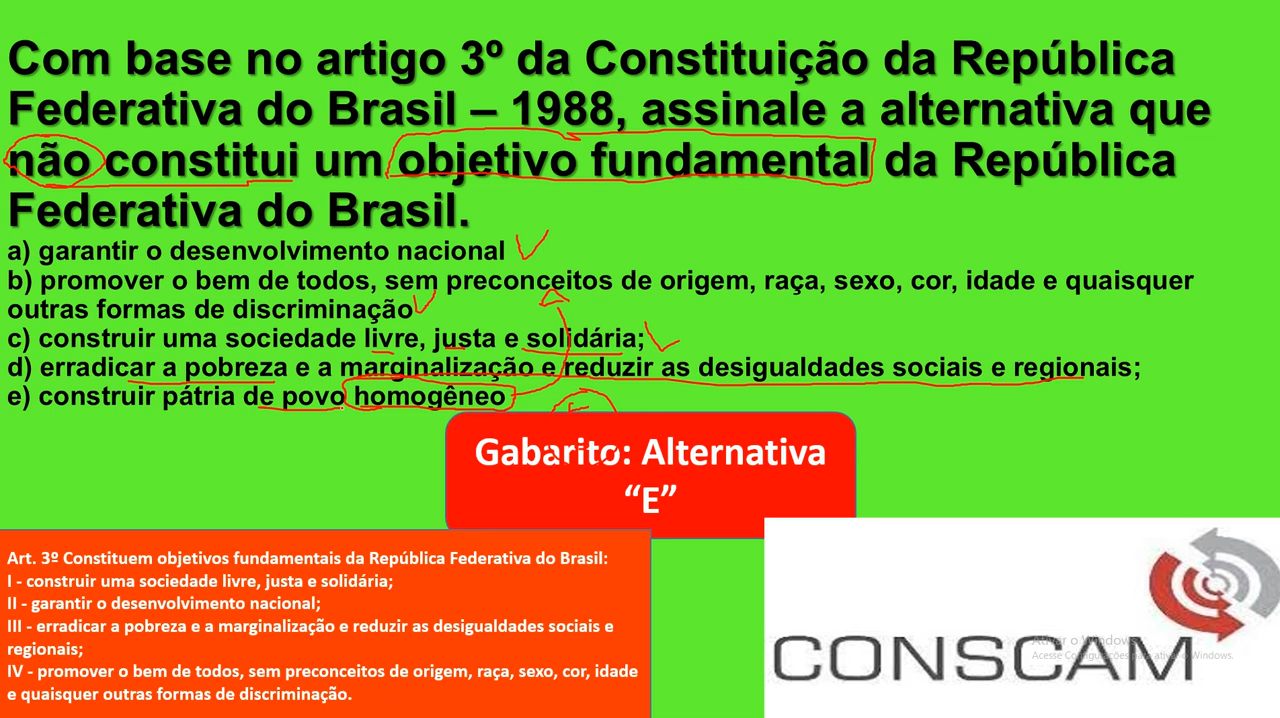 Com base no artigo 3º da Constituição da República
Federativa do Brasil – 1988, assinale a alternativa que
não constitui um objetivo fundamental da República
Federativa do Brasil.
a) garantir o desenvolvimento nacional
b) promover o bem de todos, sem preconceitos de origem, raça, sexo, cor, idade e quaisquer
outras formas de discriminação
c) construir uma sociedade livre, justa e solidária;
d) erradicar a pobreza e a marginalização e reduzir as desigualdades sociais e regionais;
e) construir pátria de povo homogêneo
E
Gabarito: Alternativa
“E”
Art. 3º Constituem objetivos fundamentais da República Federativa do Brasil:
I - construir uma sociedade livre, justa e solidária;
II - garantir o desenvolvimento nacional;
III - erradicar a pobreza e a marginalização e reduzir as desigualdades sociais e
regionais;
IV - promover o bem de todos, sem preconceitos de origem, raça, sexo, cor, idade
e quaisquer outras formas de discriminação.
CONSCAM
Ativar o Windows
Acesse Configurações para ativar o Windows.